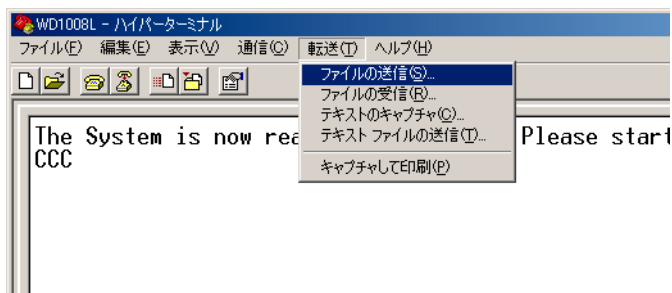 WD1008L - ハイパーターミナル
ファイル(F) 編集(E) 表示(V) 通信(C) 転送(T) ヘルプ(H)
ファイルの送信(S)...
ファイルの受信(R)...
テキストのキャプチャ(C)...
テキスト ファイルの送信(T)...
キャプチャして印刷(P)
The System is now Please
CCC